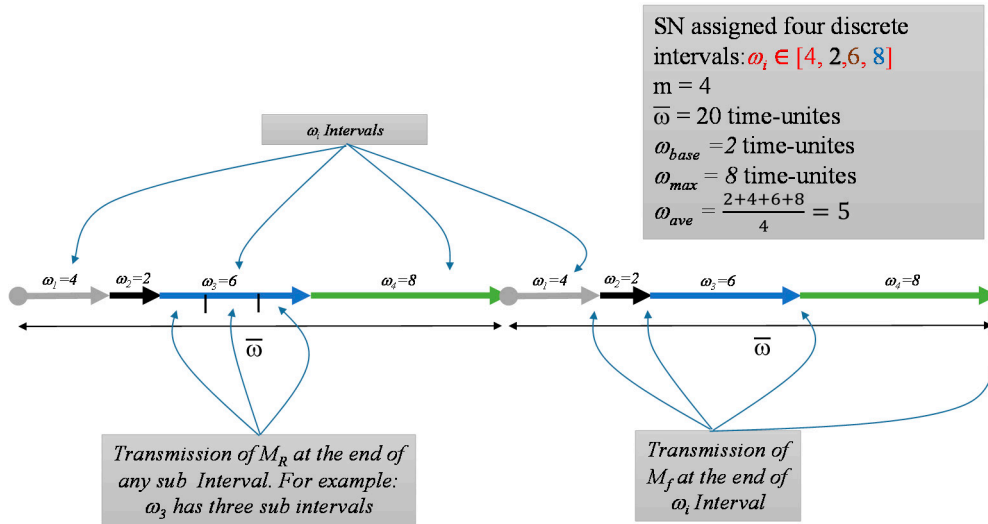 SN assigned four discrete
intervals:ωi ∈ [4, 2,6, 8]
m = 4
ω̅ = 20 time-unites
ωbase =2 time-unites
ωmax = 8 time-unites
ωave = (2+4+6+8)/4 = 5
ωi Intervals
ω1=4 ω2=2 ω3=6 ω4=8 ω1=4 ω2=2 ω3=6 ω4=8
ω̅ ω̅
Transmission of MR at the end of
any sub Interval. For example:
ω3 has three sub intervals
Transmission of
Mf at the end of
ωi Interval